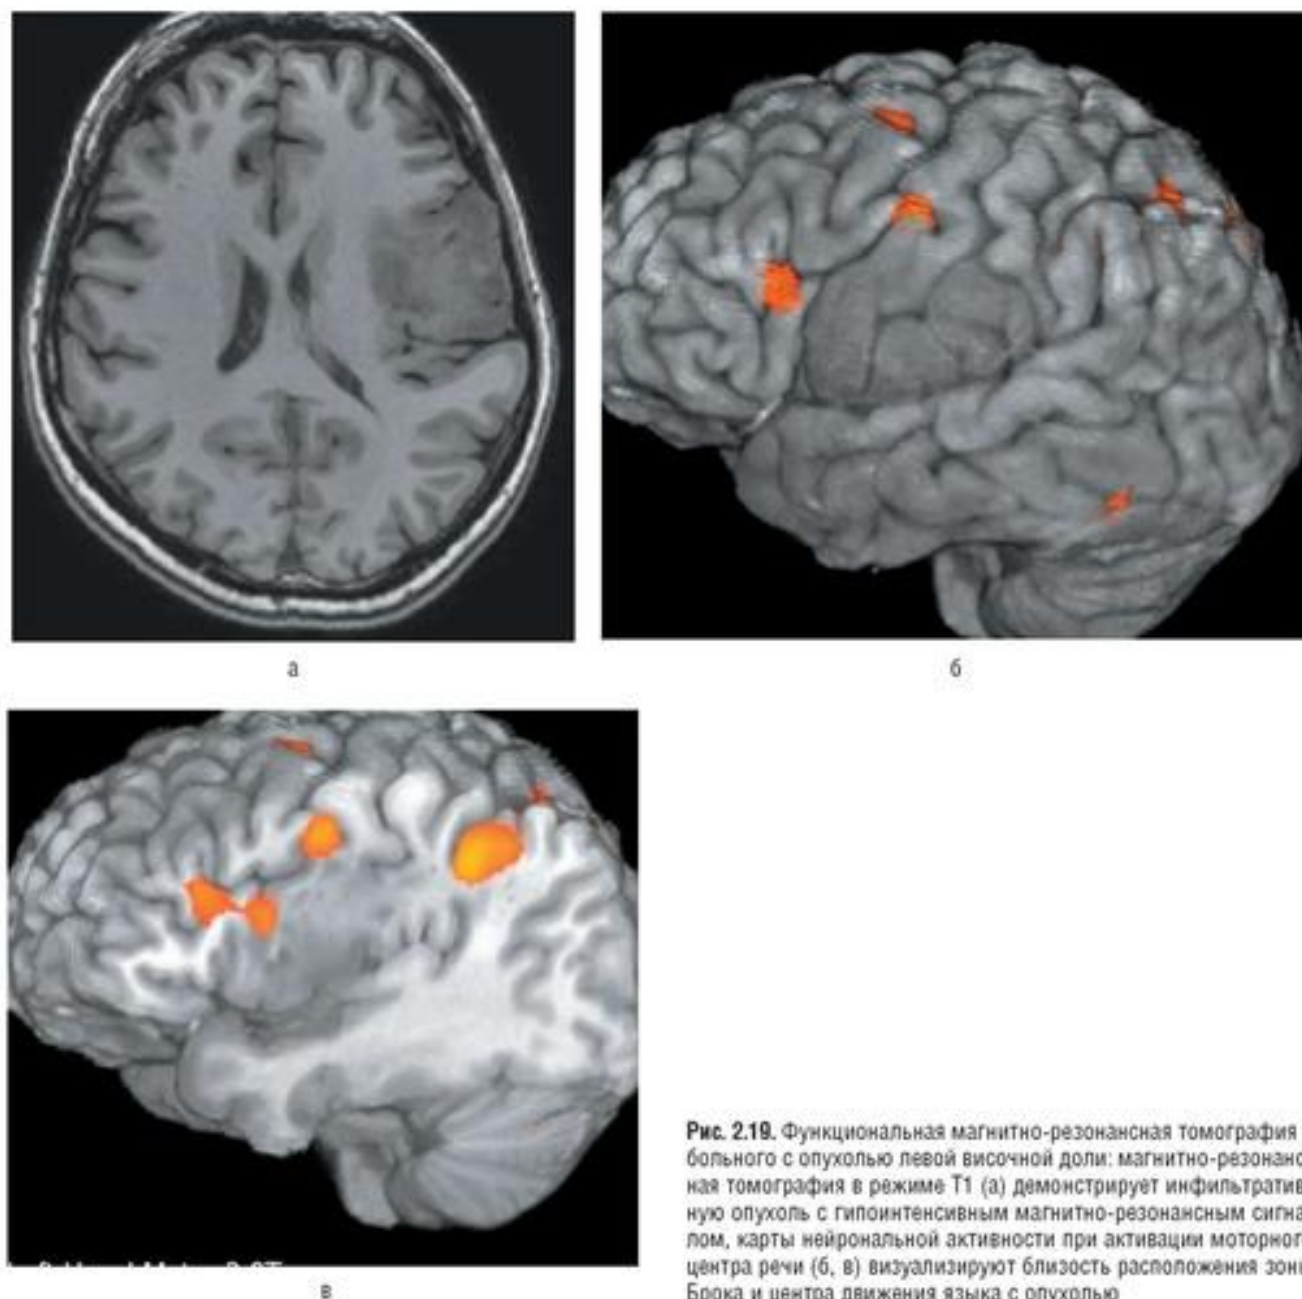 а
б
в
Рис. 2.19. Функциональная магнитно-резонансная томография
больного с опухолью левой височной доли: магнитно-резонанс
ная томография в режиме Т1 (а) демонстрирует инфильтратив
ную опухоль с гипоинтенсивным магнитно-резонансным сигна
лом, карты нейрональной активности при активации моторног
центра речи (б, в) визуализируют близость расположения зон
Брока и центра движения языка с опухолью